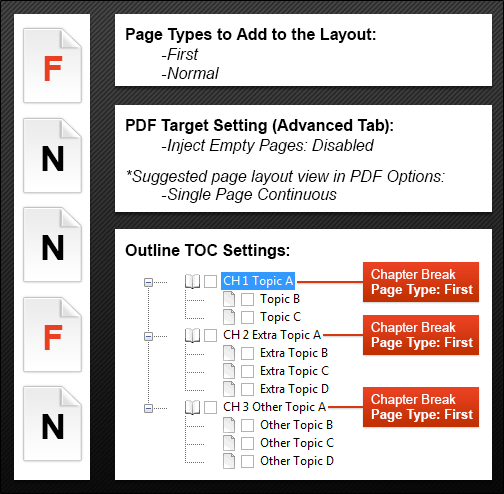 F
N
N
F
N
Page Types to Add to the Layout:
-First
-Normal
PDF Target Setting (Advanced Tab):
-Inject Empty Pages: Disabled
*Suggested page layout view in PDF Options:
-Single Page Continuous
Outline TOC Settings:
CH 1 Topic A
Chapter Break
Page Type: First
Topic B
Topic C
CH 2 Extra Topic A
Chapter Break
Page Type: First
Extra Topic B
Extra Topic C
Extra Topic D
CH 3 Other Topic A
Chapter Break
Page Type: First
Other Topic B
Other Topic C
Other Topic D